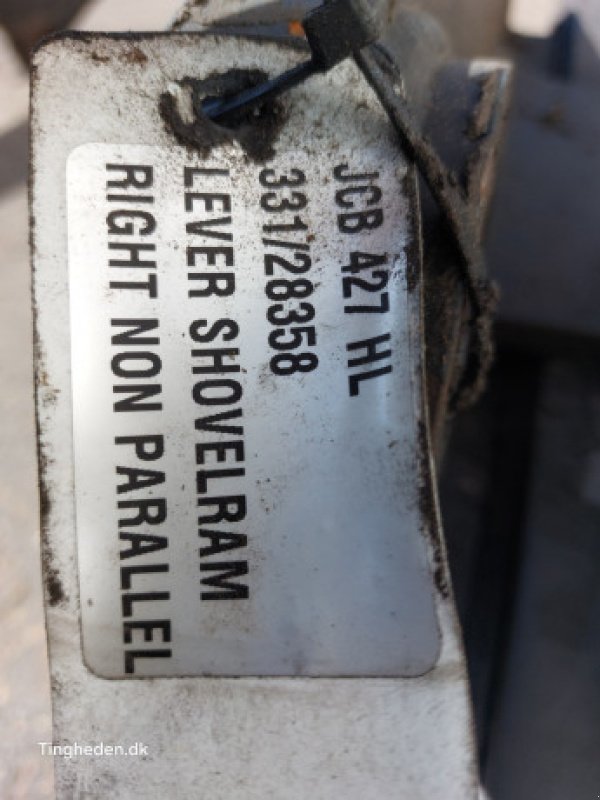 JCB 427 HL
331/28358
LEVER SHOVELRAM
RIGHT NON PARALLEL
Tingheden.dk